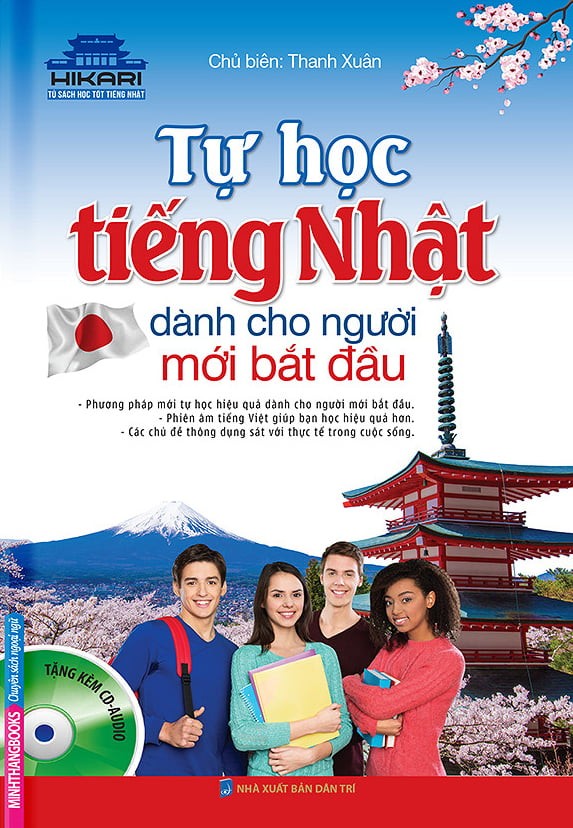 HIKARI
TỦ SÁCH HỌC TỐT TIẾNG NHẬT
Chủ biên: Thanh Xuân
Tự học
tiếng Nhật
dành cho người
mới bắt đầu
- Phương pháp mới tự học hiệu quả dành cho người mới bắt đầu.
- Phiên âm tiếng Việt giúp bạn học hiệu quả hơn.
- Các chủ đề thông dụng sát với thực tế trong cuộc sống.
TẶNG KÈM CD-AUDIO
MINHTHANGBOOKS Chuyên sách ngoại ngữ
NHÀ XUẤT BẢN DÂN TRÍ